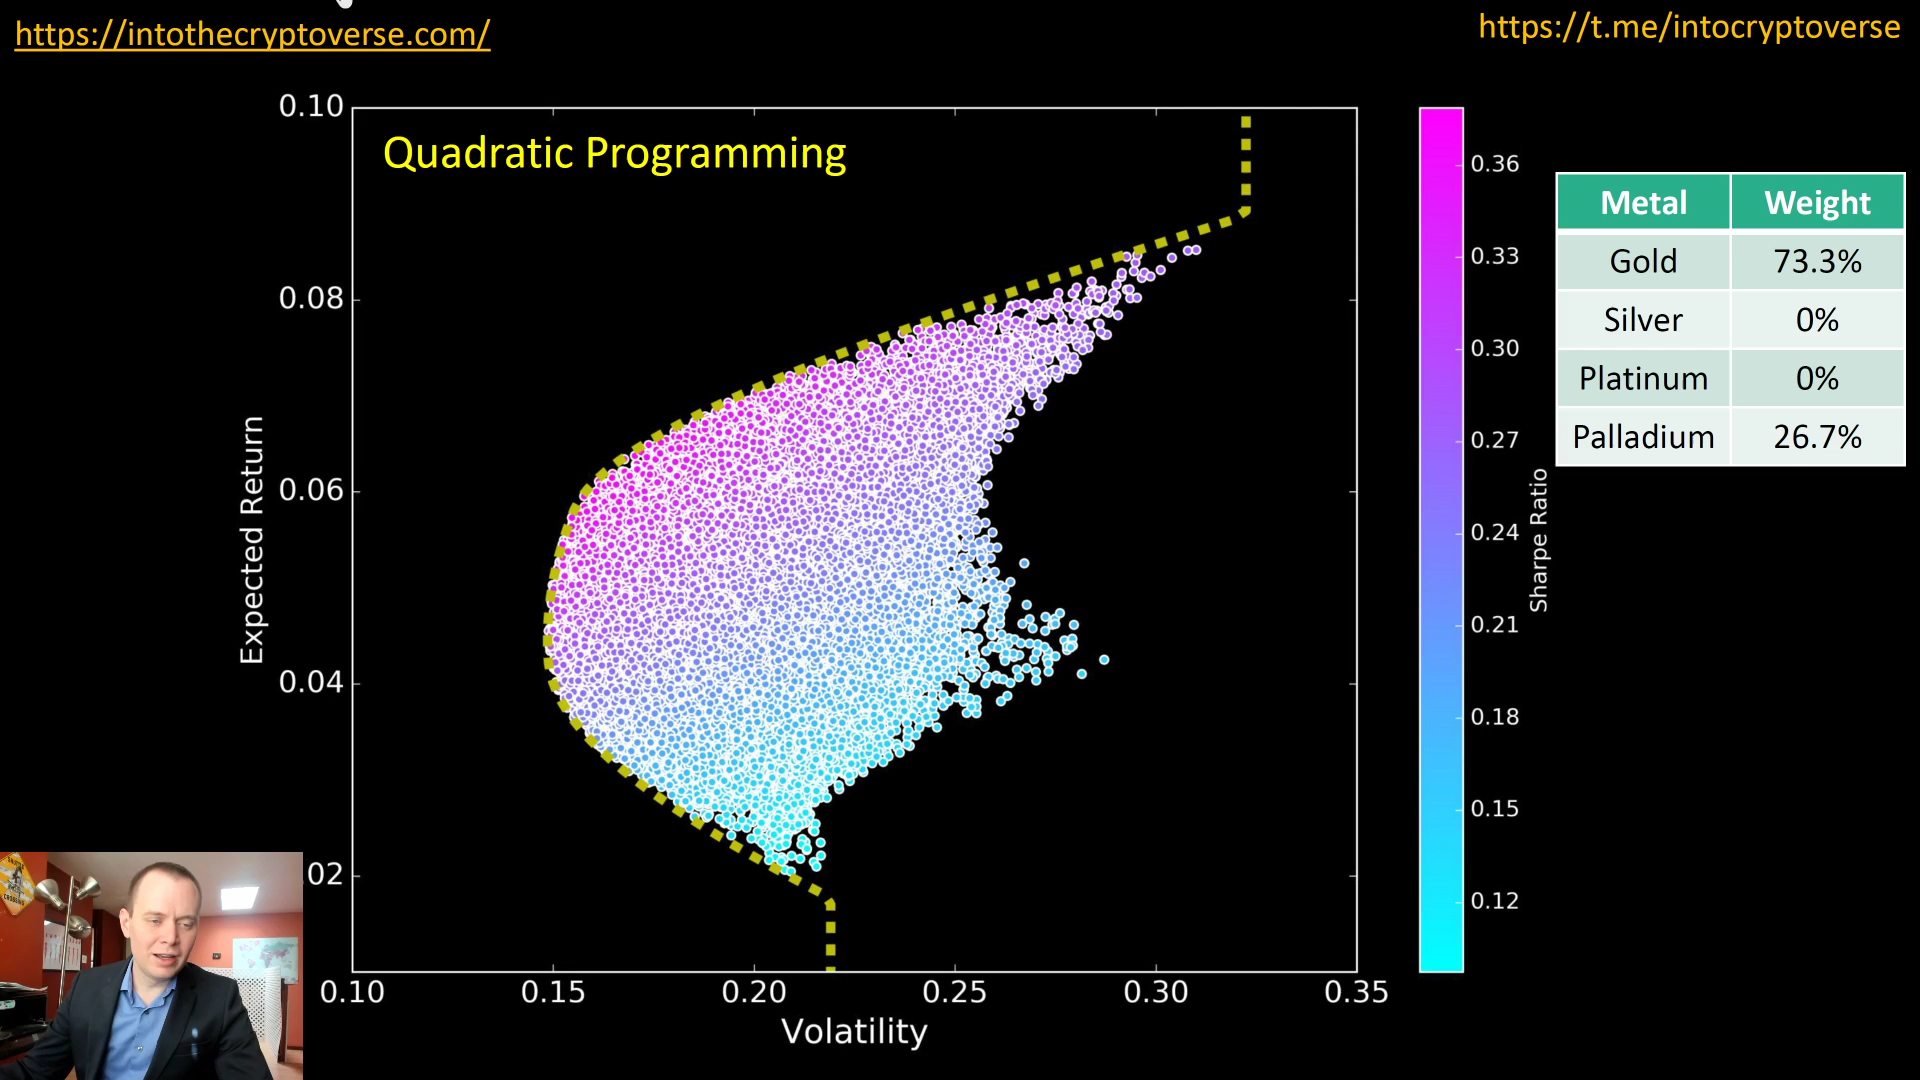 https://intothecryptoverse.com/
https://t.me/intocryptoverse
Quadratic Programming
Expected Return
0.10
0.08
0.06
0.04
02
0.10 0.15 0.20 0.25 0.30 0.35
Volatility
0.36
0.33
0.30
0.27
0.24
0.21
0.18
0.15
0.12
Sharpe Ratio
Metal Weight
Gold 73.3%
Silver 0%
Platinum 0%
Palladium 26.7%